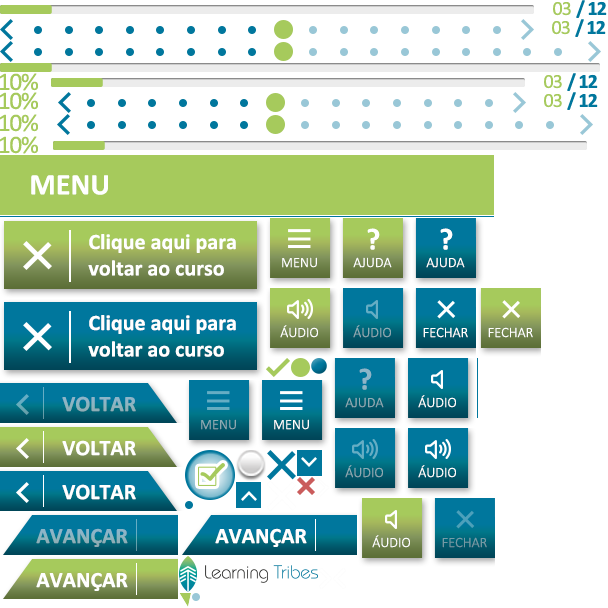 03 / 12
03 / 12
10%
03 / 12
10%
03 / 12
10%
10%
MENU
Clique aqui para
voltar ao curso
MENU
AJUDA
AJUDA
Clique aqui para
voltar ao curso
ÁUDIO
ÁUDIO
FECHAR
FECHAR
VOLTAR
MENU
MENU
AJUDA
ÁUDIO
VOLTAR
VOLTAR
ÁUDIO
ÁUDIO
AVANÇAR
AVANÇAR
ÁUDIO
FECHAR
AVANÇAR
Learning Tribes